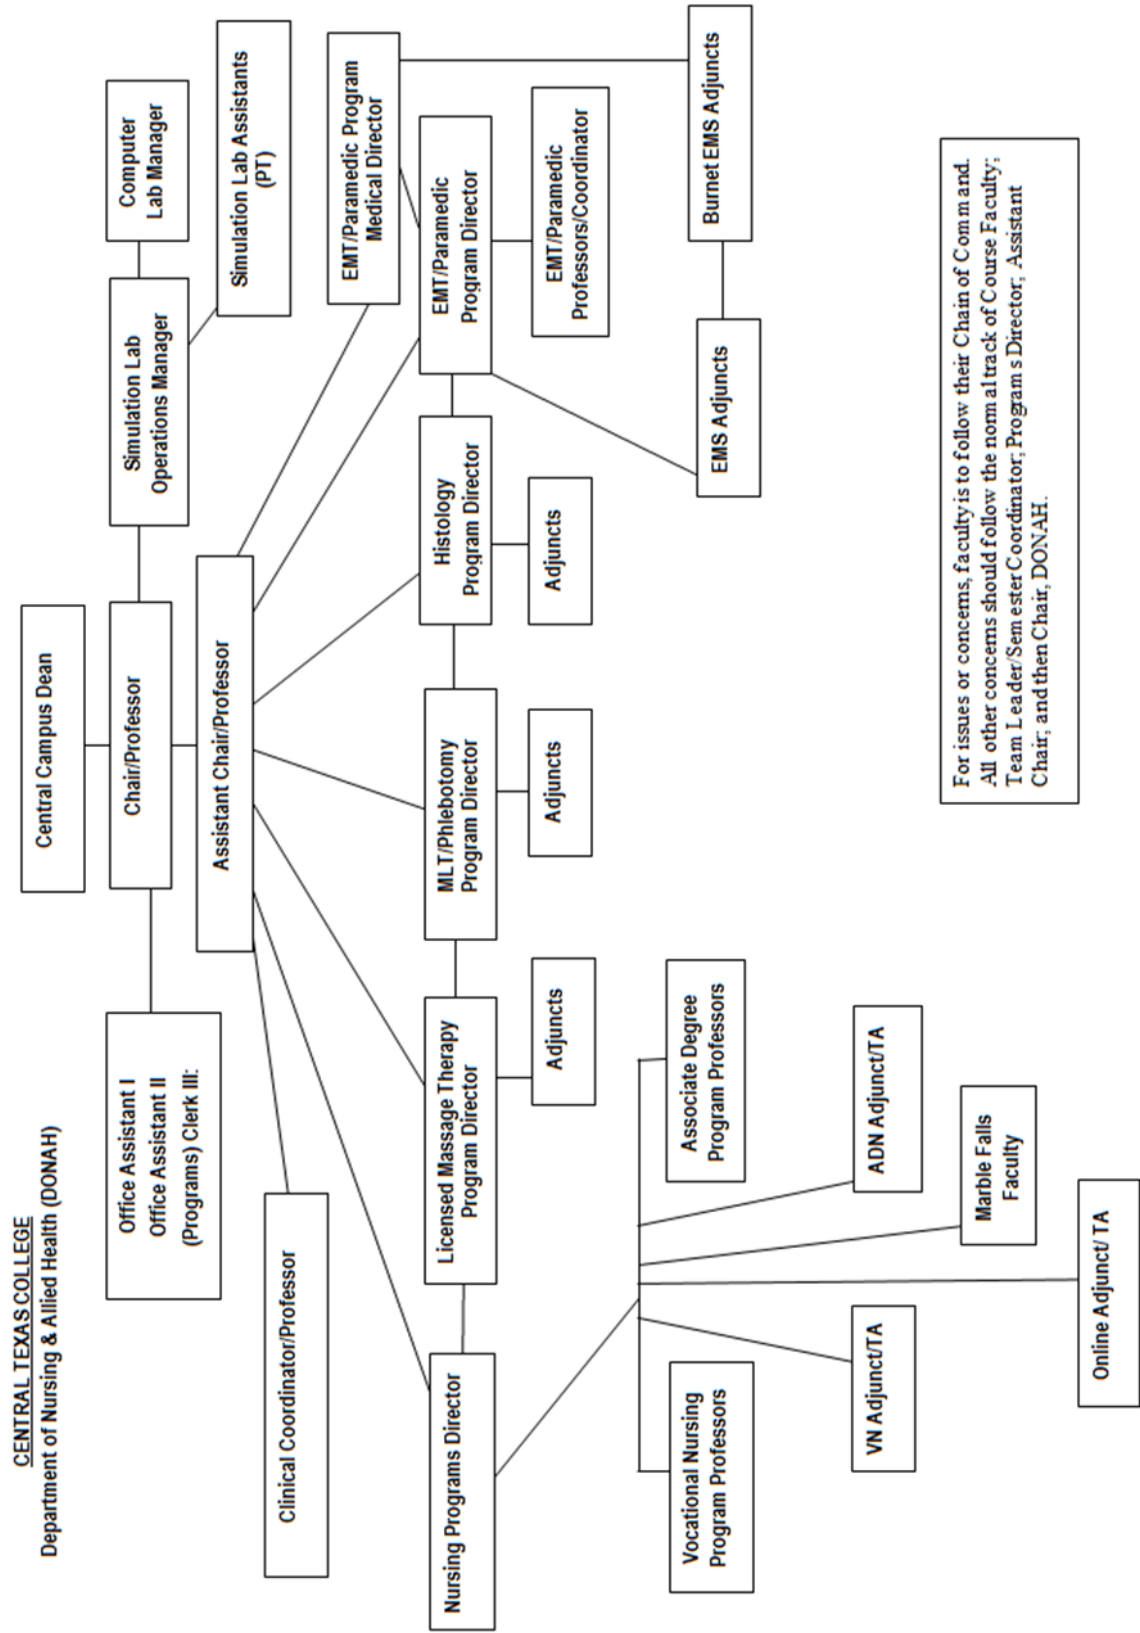 CENTRAL TEXAS COLLEGE
Department of Nursing & Allied Health (DONAH)
Central Campus Dean
Office Assistant I
Office Assistant II
(Programs) Clerk III:
Chair/Professor
Simulation Lab
Operations Manager
Computer
Lab Manager
Assistant Chair/Professor
Simulation Lab Assistants
(PT)
Clinical Coordinator/Professor
EMT/Paramedic Program
Medical Director
Nursing Programs Director
Licensed Massage Therapy
Program Director
MLT/Phlebotomy
Program Director
Histology
Program Director
EMT/Paramedic
Program Director
Adjuncts
Adjuncts
Adjuncts
EMT/Paramedic
Professors/Coordinator
Vocational Nursing
Program Professors
Associate Degree
Program Professors
EMS Adjuncts
Burnet EMS Adjuncts
VN Adjunct/TA
ADN Adjunct/TA
Marble Falls
Faculty
Online Adjunct/ TA
For issues or concerns, faculty is to follow their Chain of Command.
All other concerns should follow the normal track of Course Faculty;
Team Leader/Semester Coordinator; Programs Director; Assistant
Chair; and then Chair, DONAH.